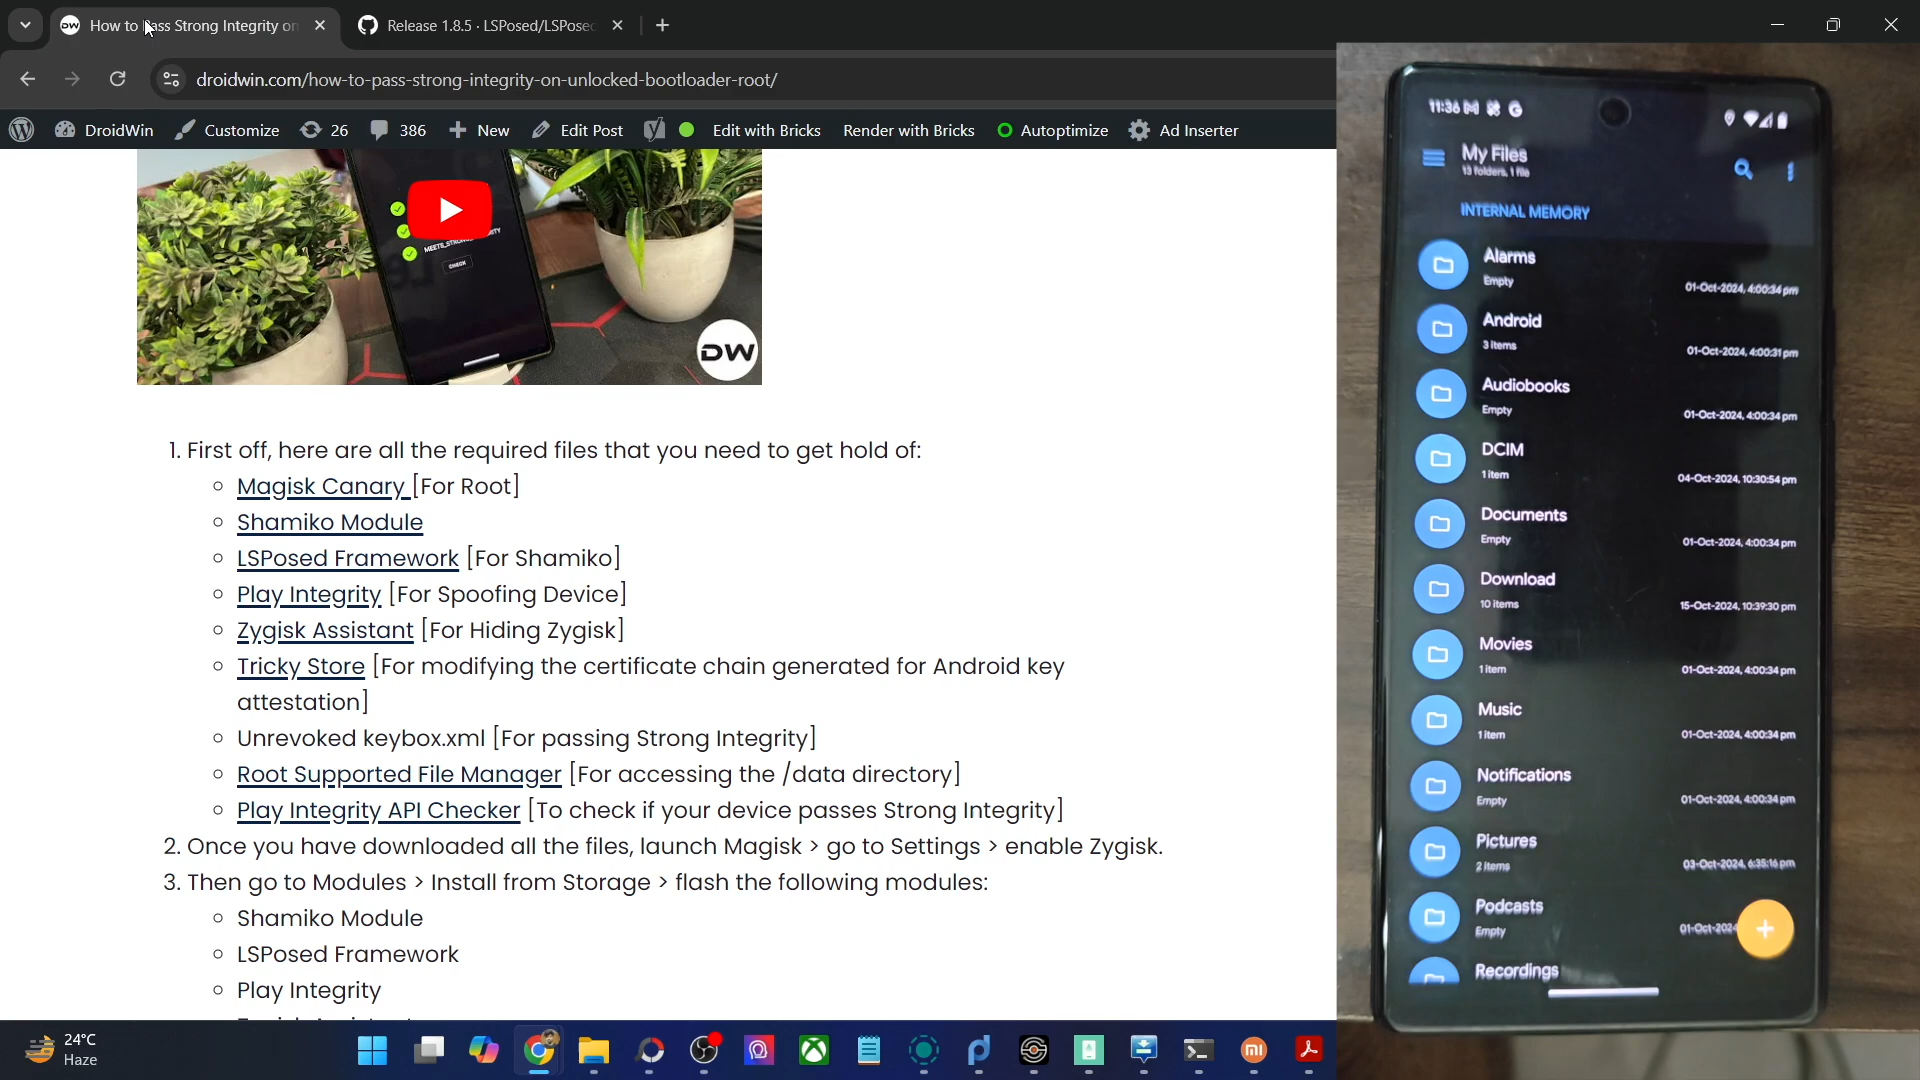 How to pass Strong Integrity on
Release 1.8.5 · LSPosed/LSPosed
droidwin.com/how-to-pass-strong-integrity-on-unlocked-bootloader-root/
DroidWin
Customize
26
386
New
Edit Post
Edit with Bricks
Render with Bricks
Autoptimize
Ad Inserter
CHECK
DW
1. First off, here are all the required files that you need to get hold of:
Magisk Canary [For Root]
Shamiko Module
LSPosed Framework [For Shamiko]
Play Integrity [For Spoofing Device]
Zygisk Assistant [For Hiding Zygisk]
Tricky Store [For modifying the certificate chain generated for Android key
attestation]
Unrevoked keybox.xml [For passing Strong Integrity]
Root Supported File Manager [For accessing the /data directory]
Play Integrity API Checker [To check if your device passes Strong Integrity]
2. Once you have downloaded all the files, launch Magisk > go to Settings > enable Zygisk.
3. Then go to Modules > Install from Storage > flash the following modules:
Shamiko Module
LSPosed Framework
Play Integrity
24°C
Haze
11:36
My Files
13 folders, 1 file
INTERNAL MEMORY
Alarms
Empty
01-Oct-2024, 4:00:34 pm
Android
3 items
01-Oct-2024, 4:00:31 pm
Audiobooks
Empty
01-Oct-2024, 4:00:34 pm
DCIM
1 item
04-Oct-2024, 10:30:54 pm
Documents
Empty
01-Oct-2024, 4:00:34 pm
Download
10 items
15-Oct-2024, 10:39:30 pm
Movies
1 item
01-Oct-2024, 4:00:34 pm
Music
1 item
01-Oct-2024, 4:00:34 pm
Notifications
Empty
01-Oct-2024, 4:00:34 pm
Pictures
2 items
03-Oct-2024, 6:35:16 pm
Podcasts
Empty
01-Oct-2024
Recordings